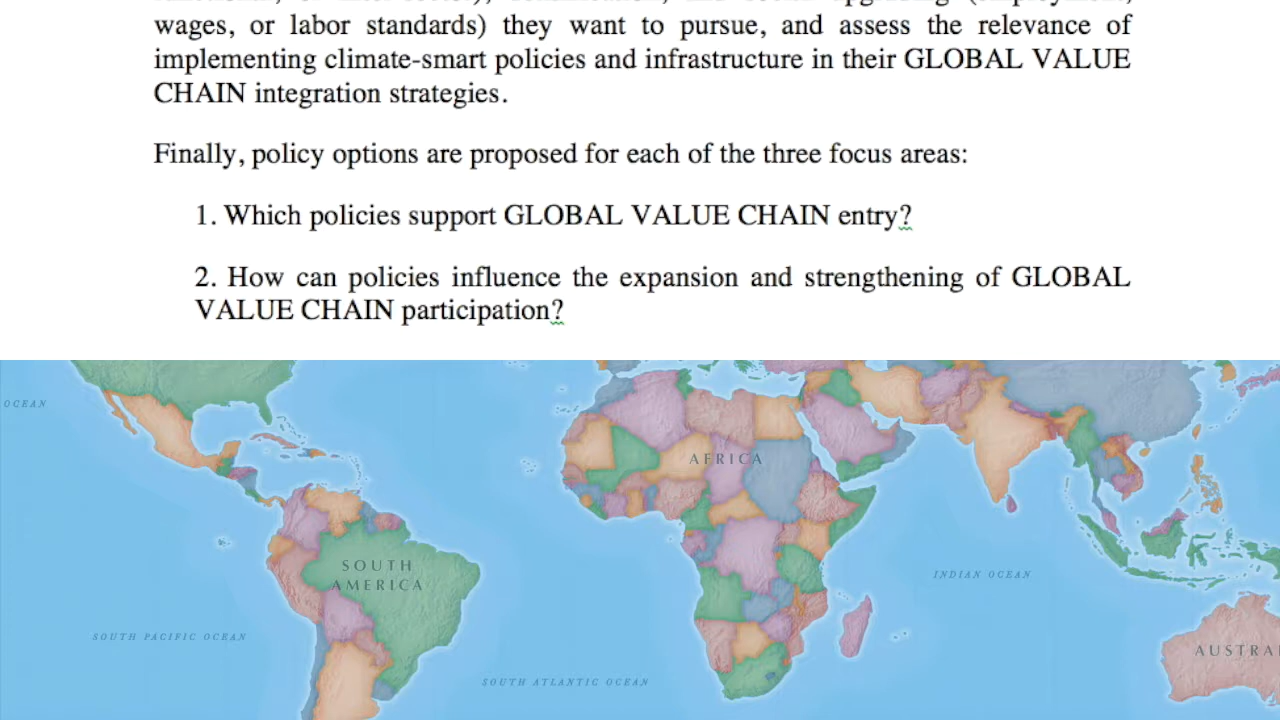 wages, or labor standards) they want to pursue, and assess the relevance of
implementing climate-smart policies and infrastructure in their GLOBAL VALUE
CHAIN integration strategies.
Finally, policy options are proposed for each of the three focus areas:
1. Which policies support GLOBAL VALUE CHAIN entry?
2. How can policies influence the expansion and strengthening of GLOBAL
VALUE CHAIN participation?
OCEAN
AFRICA
SOUTH
AMERICA
INDIAN OCEAN
SOUTH PACIFIC OCEAN
AUSTRA
SOUTH ATLANTIC OCEAN